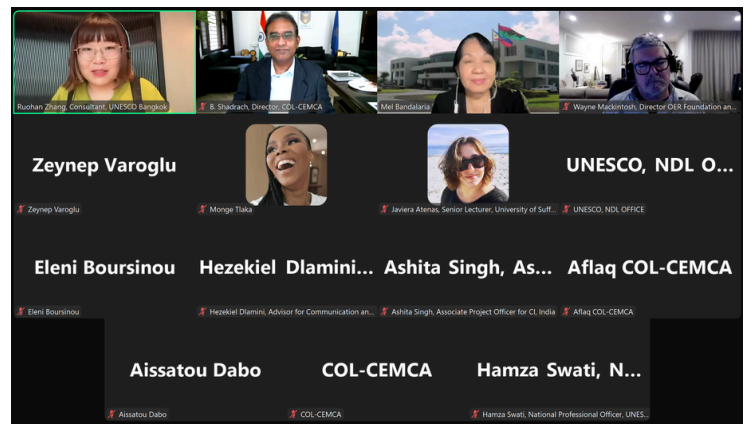 Ruohan Zhang, Consultant, UNESCO Bangkok
B. Shadrach, Director, COL-CEMCA
Mel Bandalaria
Wayne Mackintosh, Director OER Foundation an...
Zeynep Varoglu
Zeynep Varoglu
Monge Tlaka
Javiera Atenas, Senior Lecturer, University of Suff...
UNESCO, NDL O...
UNESCO, NDL OFFICE
Eleni Boursinou
Eleni Boursinou
Hezekiel Dlamini...
Hezekiel Dlamini, Advisor for Communication an...
Ashita Singh, As...
Ashita Singh, Associate Project Officer for CI, India
Aflaq COL-CEMCA
Aflaq COL-CEMCA
Aissatou Dabo
Aissatou Dabo
COL-CEMCA
COL-CEMCA
Hamza Swati, N...
Hamza Swati, National Professional Officer, UNES...